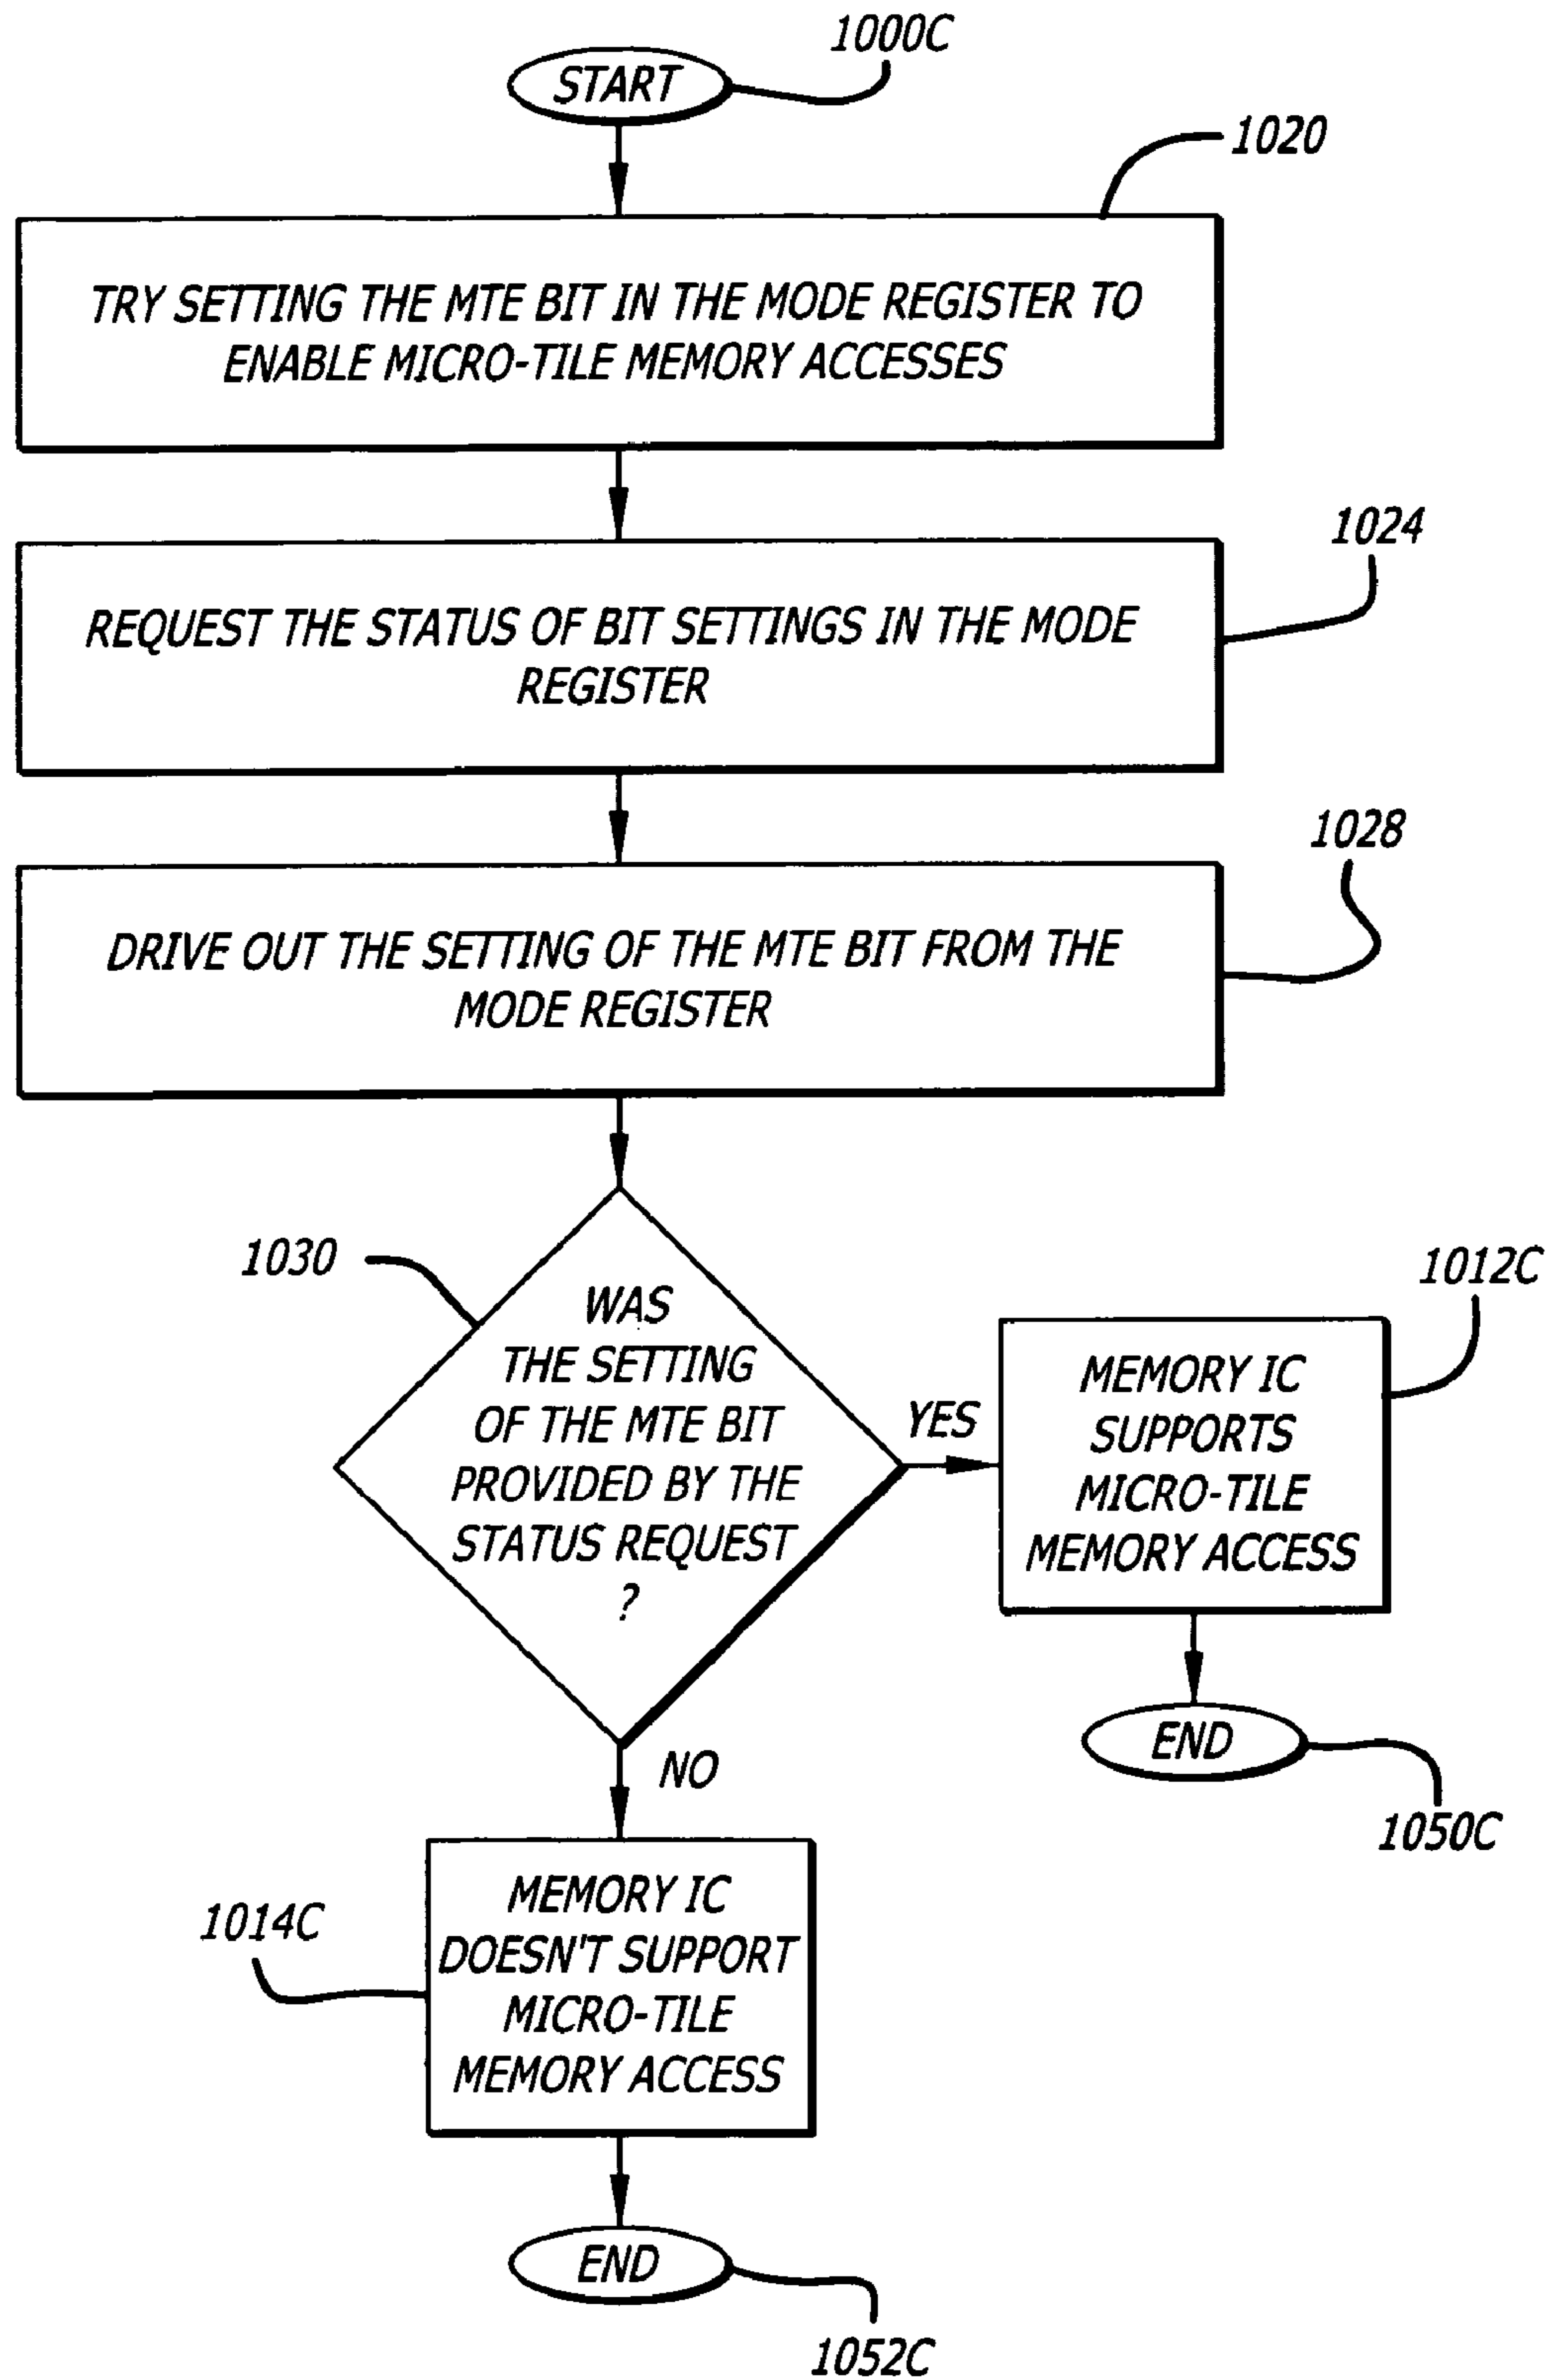 1000C
START
1020
TRY SETTING THE MTE BIT IN THE MODE REGISTER TO
ENABLE MICRO-TILE MEMORY ACCESSES
1024
REQUEST THE STATUS OF BIT SETTINGS IN THE MODE
REGISTER
1028
DRIVE OUT THE SETTING OF THE MTE BIT FROM THE
MODE REGISTER
1030
WAS
THE SETTING
OF THE MTE BIT
PROVIDED BY THE
STATUS REQUEST
?
YES
1012C
MEMORY IC
SUPPORTS
MICRO-TILE
MEMORY ACCESS
END
1050C
NO
1014C
MEMORY IC
DOESN'T SUPPORT
MICRO-TILE
MEMORY ACCESS
END
1052C